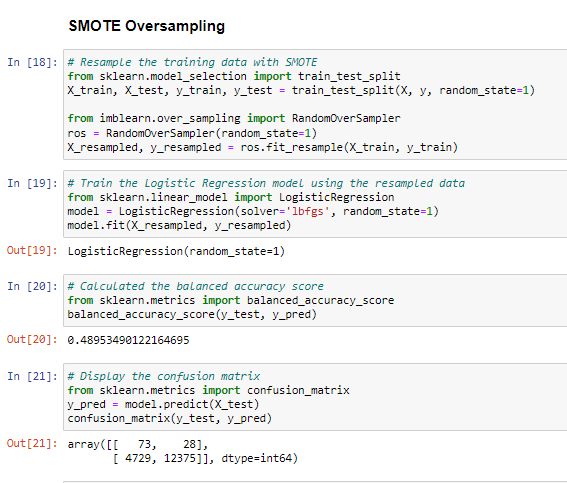 SMOTE Oversampling
In [18]: # Resample the training data with SMOTE
from sklearn.model_selection import train_test_split
X_train, X_test, y_train, y_test = train_test_split(X, y, random_state=1)
from imblearn.over_sampling import RandomOverSampler
ros = RandomOverSampler(random_state=1)
X_resampled, y_resampled = ros.fit_resample(X_train, y_train)
In [19]: # Train the Logistic Regression model using the resampled data
from sklearn.linear_model import LogisticRegression
model = LogisticRegression(solver='lbfgs', random_state=1)
model.fit(X_resampled, y_resampled)
Out[19]: LogisticRegression(random_state=1)
In [20]: # Calculated the balanced accuracy score
from sklearn.metrics import balanced_accuracy_score
balanced_accuracy_score(y_test, y_pred)
Out[20]: 0.48953490122164695
In [21]: # Display the confusion matrix
from sklearn.metrics import confusion_matrix
y_pred = model.predict(X_test)
confusion_matrix(y_test, y_pred)
Out[21]: array([[   73,    28],
       [ 4729, 12375]], dtype=int64)